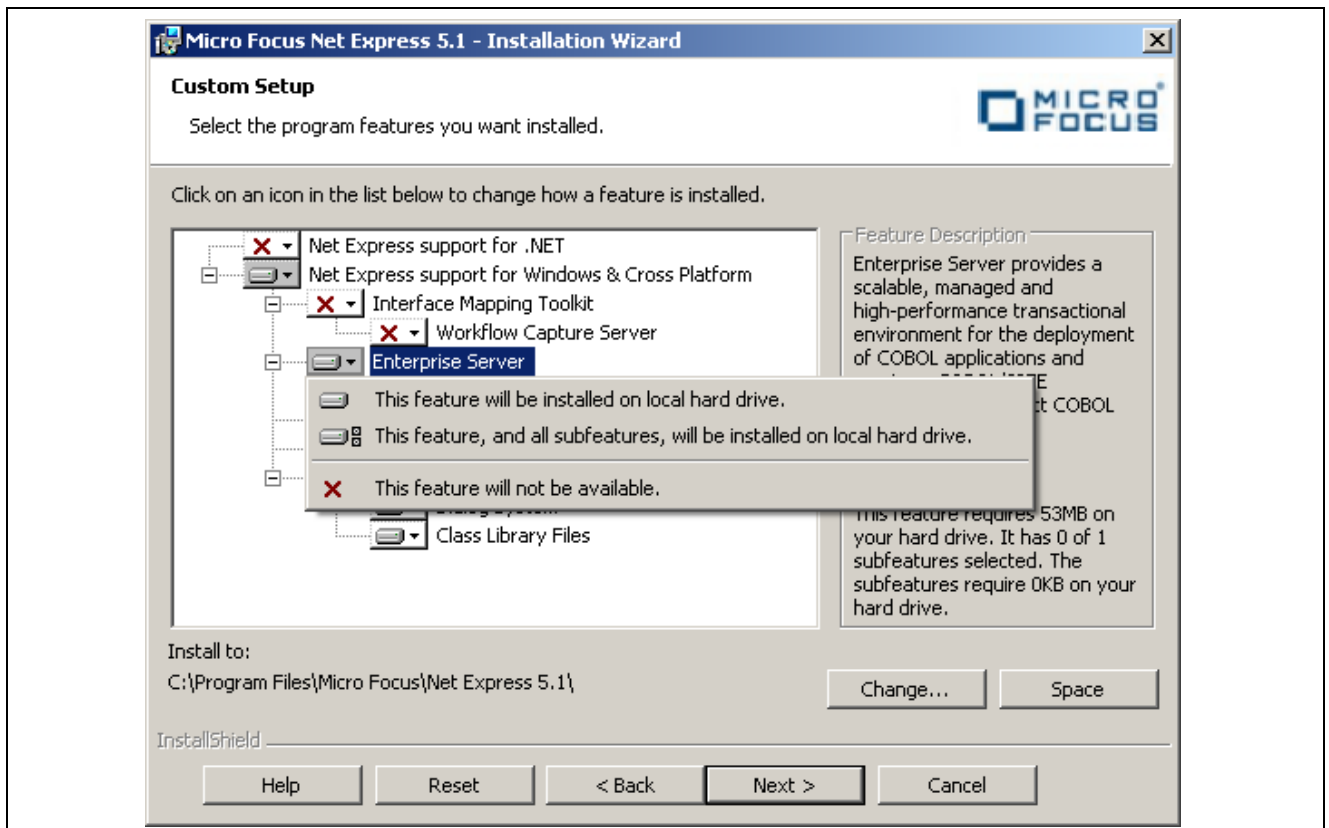 Micro Focus Net Express 5.1 - Installation Wizard
Custom Setup
Select the program features you want installed.
MICRO
FOCUS
Click on an icon in the list below to change how a feature is installed.
Net Express support for .NET
Net Express support for Windows & Cross Platform
Interface Mapping Toolkit
Workflow Capture Server
Enterprise Server
This feature will be installed on local hard drive.
This feature, and all subfeatures, will be installed on local hard drive.
This feature will not be available.
Class Library Files
Feature Description
Enterprise Server provides a
scalable, managed and
high-performance transactional
environment for the deployment
of COBOL applications and
COBOL
This feature requires 53MB on
your hard drive. It has 0 of 1
subfeatures selected. The
subfeatures require 0KB on your
hard drive.
Install to:
C:\Program Files\Micro Focus\Net Express 5.1\
Change...
Space
InstallShield
Help
Reset
< Back
Next >
Cancel